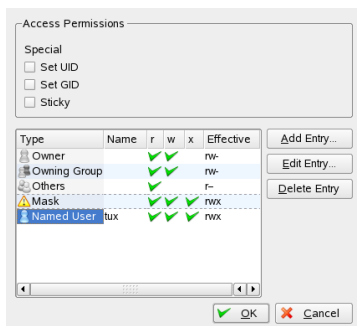 Access Permissions
Special
Set UID
Set GID
Sticky
Type Name r w x Effective
Owner rw-
Owning Group rw-
Others r--
Mask rwx
Named User tux rwx
Add Entry...
Edit Entry...
Delete Entry
OK Cancel